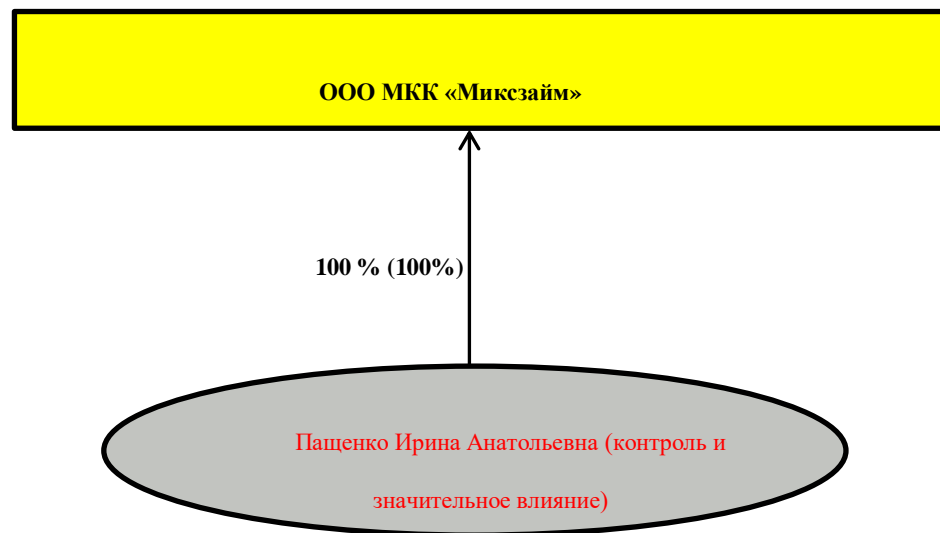 ООО МКК «Миксзайм»
100 % (100%)
Пащенко Ирина Анатольевна (контроль и
значительное влияние)